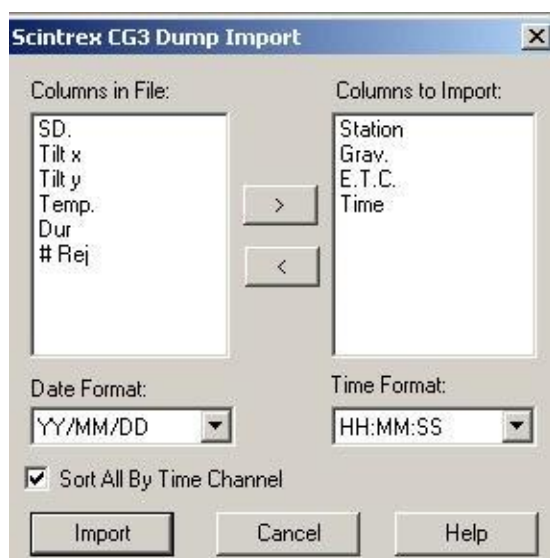 Scintrex CG3 Dump Import
Columns in File:
Columns to Import:
SD.
Tilt x
Tilt y
Temp.
Dur
# Rej
>
<
Station
Grav.
E.T.C.
Time
Date Format:
Time Format:
YY/MM/DD
HH:MM:SS
Sort All By Time Channel
Import
Cancel
Help